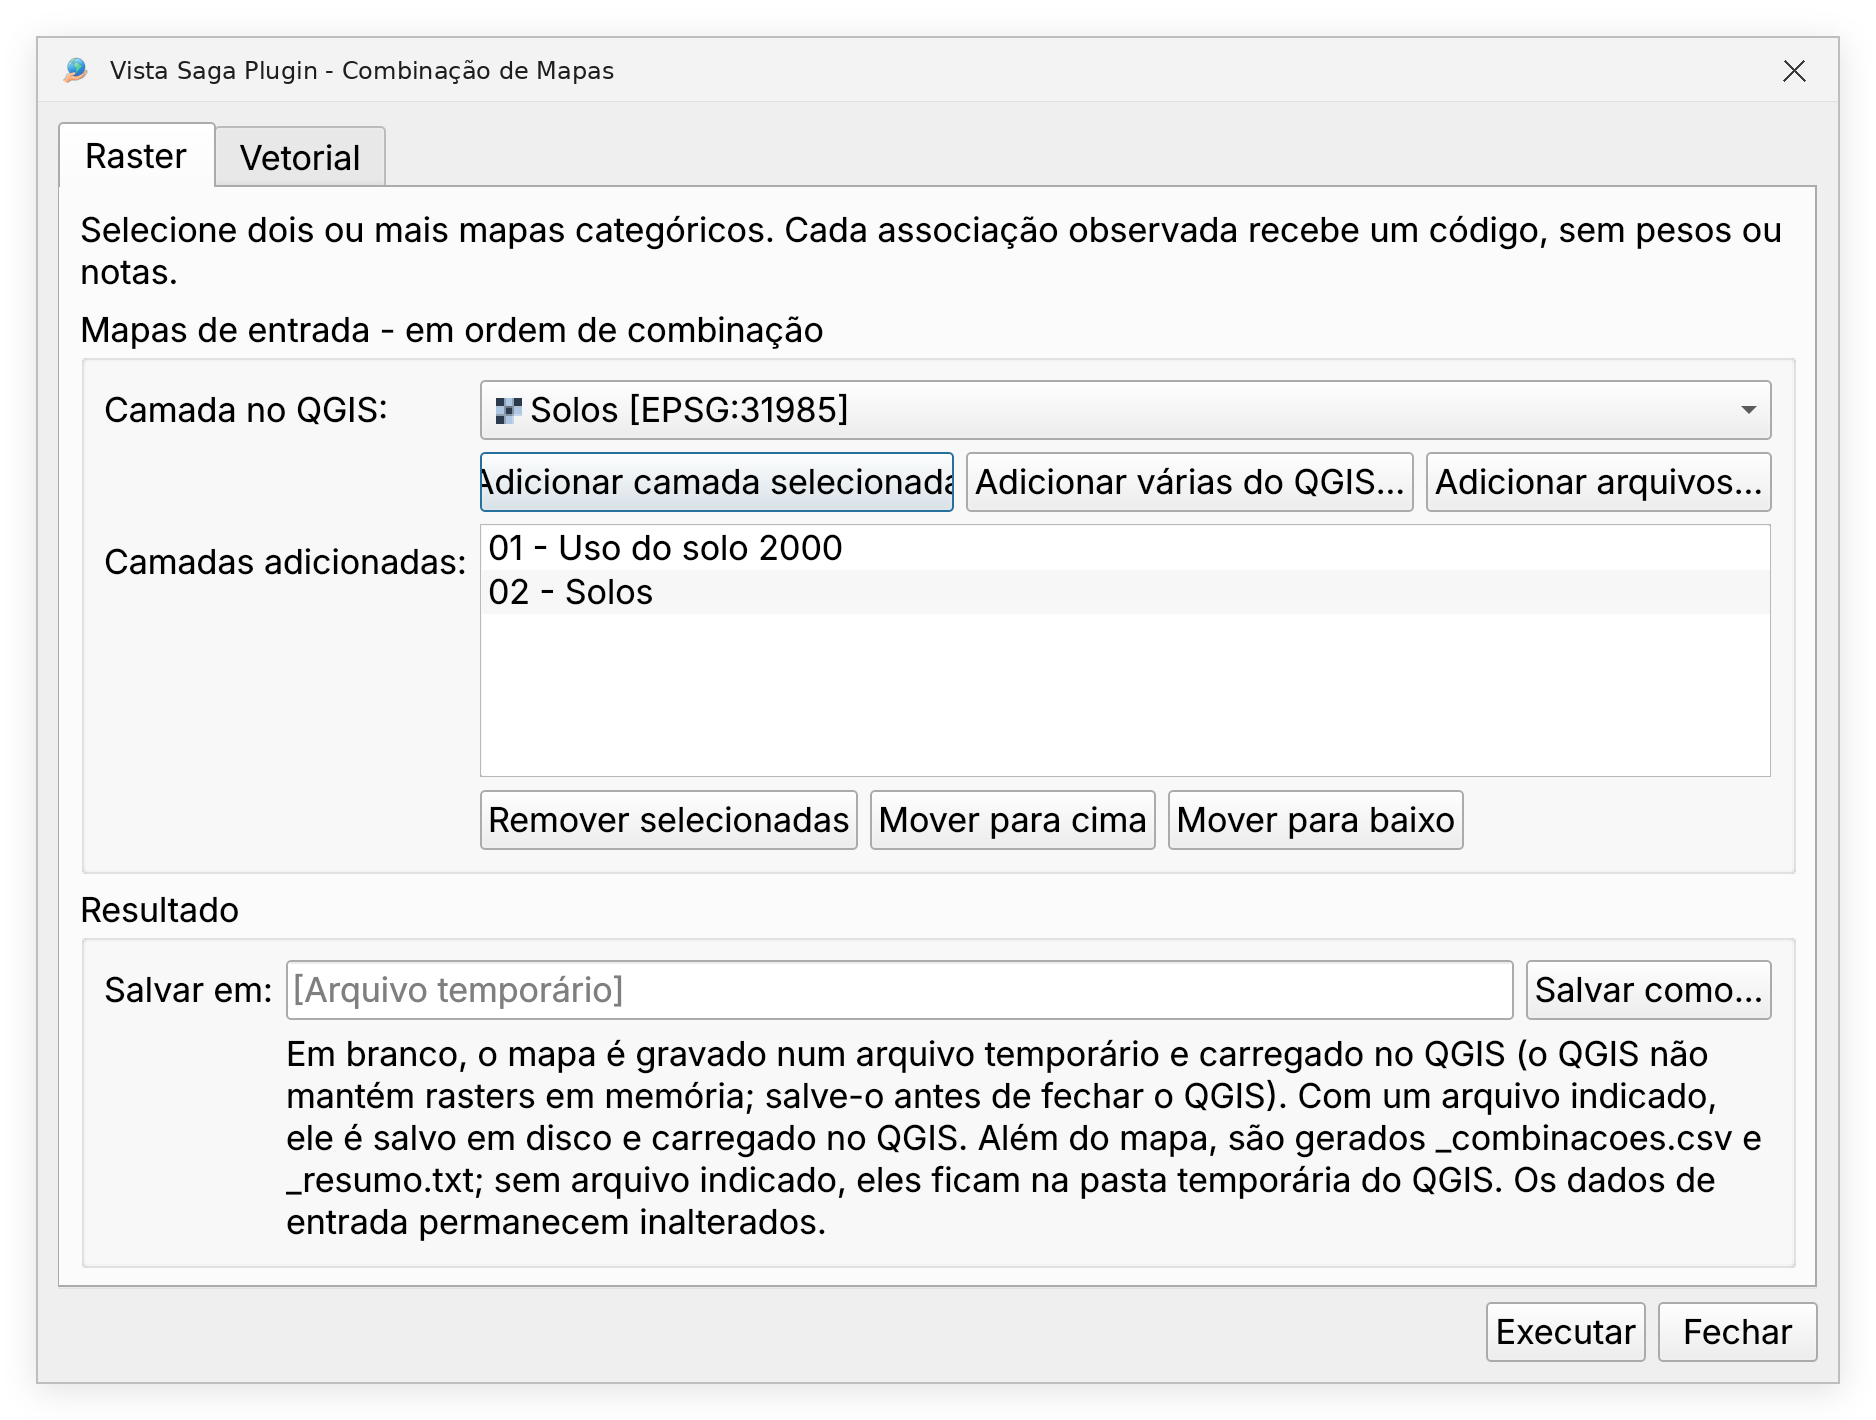 Vista Saga Plugin - Combinação de Mapas
Raster
Vetorial
Selecione dois ou mais mapas categóricos. Cada associação observada recebe um código, sem pesos ou
notas.
Mapas de entrada - em ordem de combinação
Camada no QGIS:
Solos [EPSG:31985]
Adicionar camada selecionada
Adicionar várias do QGIS...
Adicionar arquivos...
Camadas adicionadas:
01 - Uso do solo 2000
02 - Solos
Remover selecionadas
Mover para cima
Mover para baixo
Resultado
Salvar em:
[Arquivo temporário]
Salvar como...
Em branco, o mapa é gravado num arquivo temporário e carregado no QGIS (o QGIS não
mantém rasters em memória; salve-o antes de fechar o QGIS). Com um arquivo indicado,
ele é salvo em disco e carregado no QGIS. Além do mapa, são gerados _combinacoes.csv e
_resumo.txt; sem arquivo indicado, eles ficam na pasta temporária do QGIS. Os dados de
entrada permanecem inalterados.
Executar
Fechar